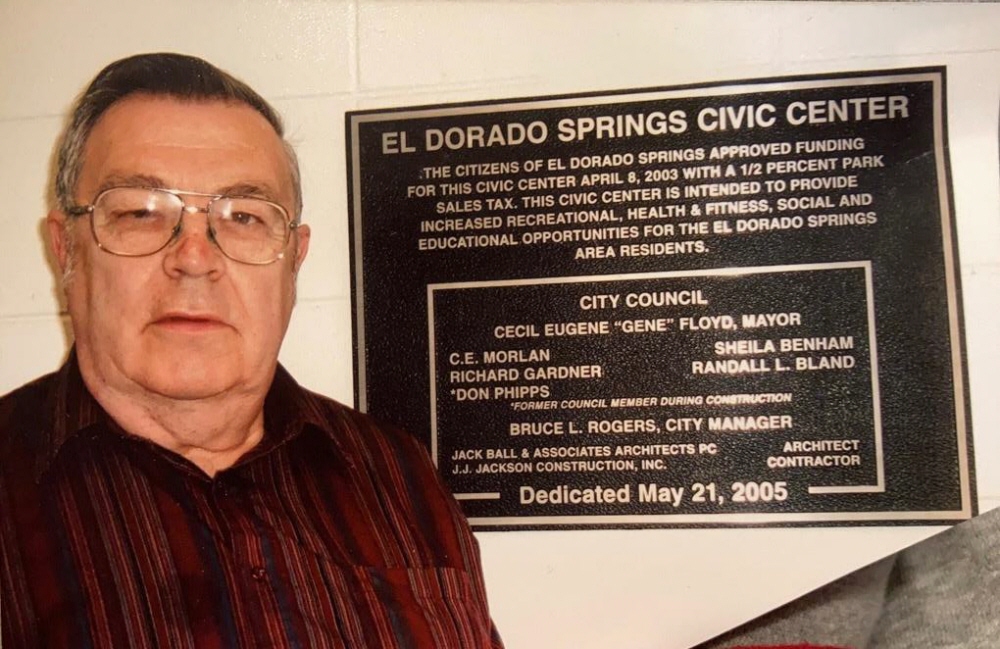 EL DORADO SPRINGS CIVIC CENTER
.THE CITIZENS OF EL DORADO SPRINGS APPROVED FUNDING
FOR THIS CIVIC CENTER APRIL 8, 2003 WITH A 1/2 PERCENT PARK
SALES TAX. THIS CIVIC CENTER IS INTENDED TO PROVIDE
INCREASED RECREATIONAL, HEALTH & FITNESS, SOCIAL AND
EDUCATIONAL OPPORTUNITIES FOR THE EL DORADO SPRINGS
AREA RESIDENTS.
CITY COUNCIL
CECIL EUGENE “GENE” FLOYD, MAYOR
C.E. MORLAN SHEILA BENHAM
RICHARD GARDNER RANDALL L. BLAND
*DON PHIPPS
*FORMER COUNCIL MEMBER DURING CONSTRUCTION
BRUCE L. ROGERS, CITY MANAGER
JACK BALL & ASSOCIATES ARCHITECTS PC ARCHITECT
J.J. JACKSON CONSTRUCTION, INC. CONTRACTOR
Dedicated May 21, 2005